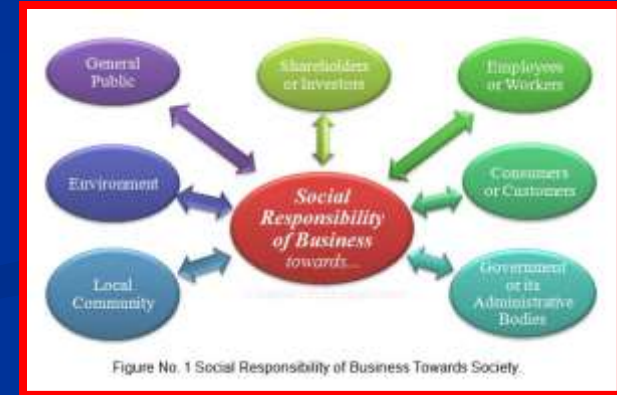 General
Public
Shareholders
or Investors
Employees
or Workers
Environment
Social
Responsibility
of Business
towards...
Consumers
or Customers
Local
Community
Government
or its
Administrative
Bodies
Figure No. 1 Social Responsibility of Business Towards Society.